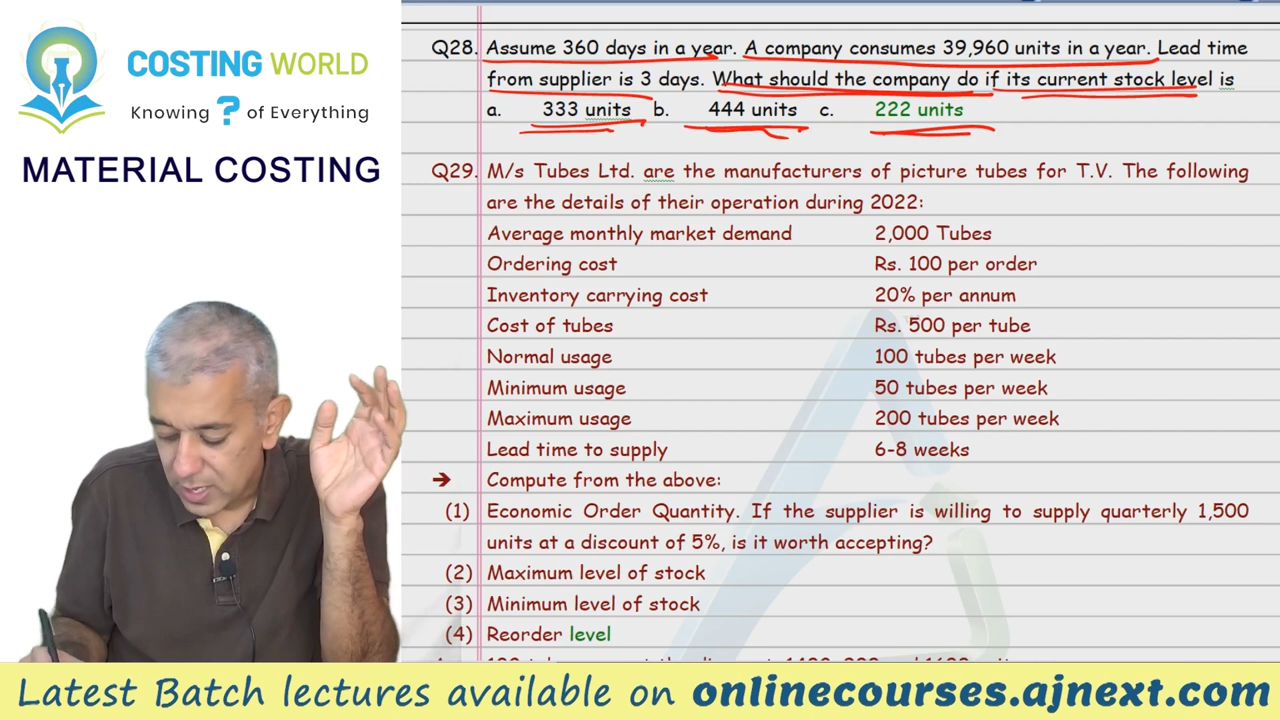 COSTING WORLD
Knowing ? of Everything
MATERIAL COSTING
Q28. Assume 360 days in a year. A company consumes 39,960 units in a year. Lead time
from supplier is 3 days. What should the company do if its current stock level is
a. 333 units b. 444 units c. 222 units
Q29. M/s Tubes Ltd. are the manufacturers of picture tubes for T.V. The following
are the details of their operation during 2022:
Average monthly market demand 2,000 Tubes
Ordering cost Rs. 100 per order
Inventory carrying cost 20% per annum
Cost of tubes Rs. 500 per tube
Normal usage 100 tubes per week
Minimum usage 50 tubes per week
Maximum usage 200 tubes per week
Lead time to supply 6-8 weeks
➔ Compute from the above:
(1) Economic Order Quantity. If the supplier is willing to supply quarterly 1,500
units at a discount of 5%, is it worth accepting?
(2) Maximum level of stock
(3) Minimum level of stock
(4) Reorder level
Latest Batch lectures available on onlinecourses.ajnext.com